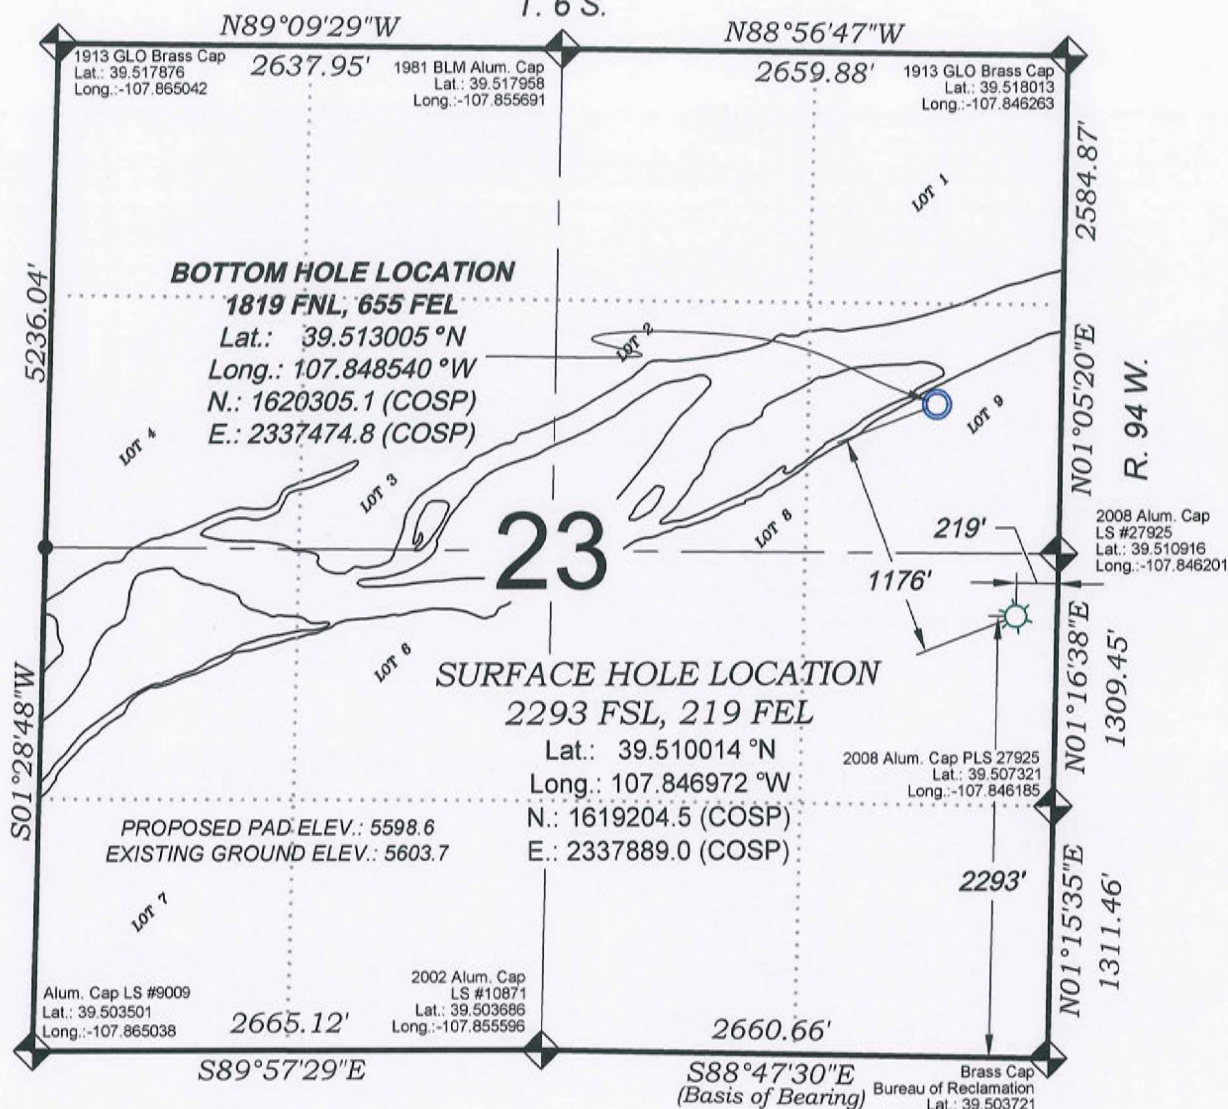 T. 6 S.
N89°09'29"W
N88°56'47"W
1913 GLO Brass Cap
Lat.: 39.517876
Long.:-107.865042
2637.95'
1981 BLM Alum. Cap
Lat.: 39.517958
Long.:-107.855691
2659.88'
1913 GLO Brass Cap
Lat.: 39.518013
Long.:-107.846263
2584.87'
LOT 1
BOTTOM HOLE LOCATION
1819 FNL, 655 FEL
Lat.: 39.513005 °N
Long.: 107.848540 °W
N.: 1620305.1 (COSP)
E.: 2337474.8 (COSP)
5236.04'
LOT 2
N01°05'20"E
R. 94 W.
LOT 4
LOT 9
LOT 3
LOT 8
23
219'
2008 Alum. Cap
LS #27925
Lat.: 39.510916
Long.:-107.846201
1176'
LOT 6
SURFACE HOLE LOCATION
2293 FSL, 219 FEL
Lat.: 39.510014 °N
Long.: 107.846972 °W
N.: 1619204.5 (COSP)
E.: 2337889.0 (COSP)
N01°16'38"E
1309.45'
S01°28'48"W
2008 Alum. Cap PLS 27925
Lat.: 39.507321
Long.:-107.846185
PROPOSED PAD ELEV.: 5598.6
EXISTING GROUND ELEV.: 5603.7
2293'
LOT 7
N01°15'35"E
1311.46'
Alum. Cap LS #9009
Lat.: 39.503501
Long.:-107.865038
2665.12'
2002 Alum. Cap
LS #10871
Lat.: 39.503686
Long.:-107.855596
2660.66'
S89°57'29"E
S88°47'30"E
(Basis of Bearing)
Brass Cap
Bureau of Reclamation
Lat.: 39.503721